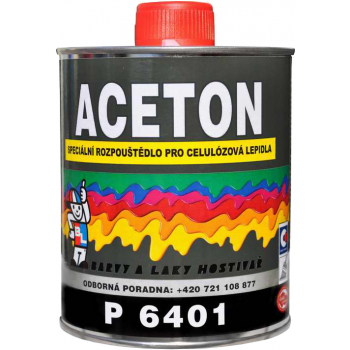 ACETON
SPECIÁLNÍ ROZPOUŠTĚDLO PRO CELULÓZOVÁ LEPIDLA
BARVY A LAKY HOSTIVAŘ
ODBORNÁ PORADNA: +420 721 108 877
P 6401